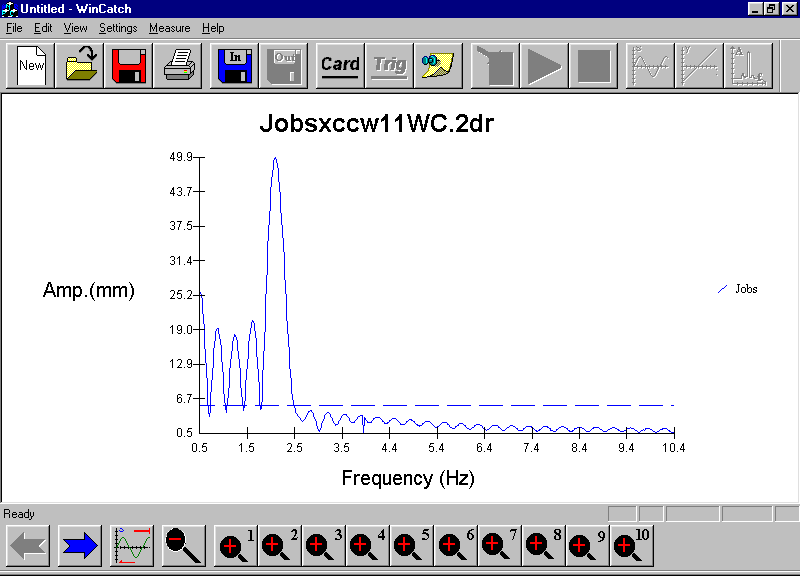 Untitled - WinCatch
File Edit View Settings Measure Help
New In Out Card Trig
Jobsxccw11WC.2dr
49.9
43.7
37.5
31.4
Amp.(mm)
25.2
Jobs
19.0
12.9
6.7
0.5
0.5 1.5 2.5 3.5 4.4 5.4 6.4 7.4 8.4 9.4 10.4
Frequency (Hz)
Ready
1 2 3 4 5 6 7 8 9 10